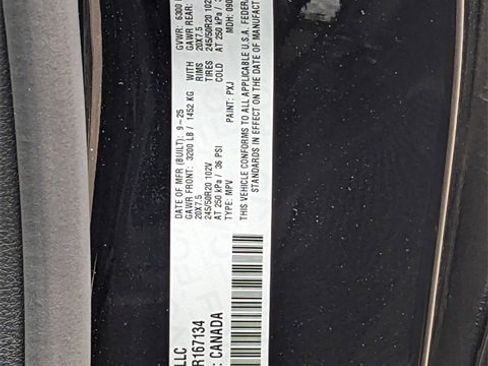 DATE OF MFR (BUILT): 9-25 GVWR: 6300
GAWR FRONT: 3200 LB / 1452 KG WITH GAWR REAR:
20X7.5 RIMS 20X7.5
245/50R20 102V TIRES 245/50R20 102
AT 250 kPa / 36 PSI COLD AT 250 kPa /
TYPE: MPV PAINT: PXJ MDH: 090
THIS VEHICLE CONFORMS TO ALL APPLICABLE U.S.A. FEDER
STANDARDS IN EFFECT ON THE DATE OF MANUFACT
LLC
R167134
: CANADA